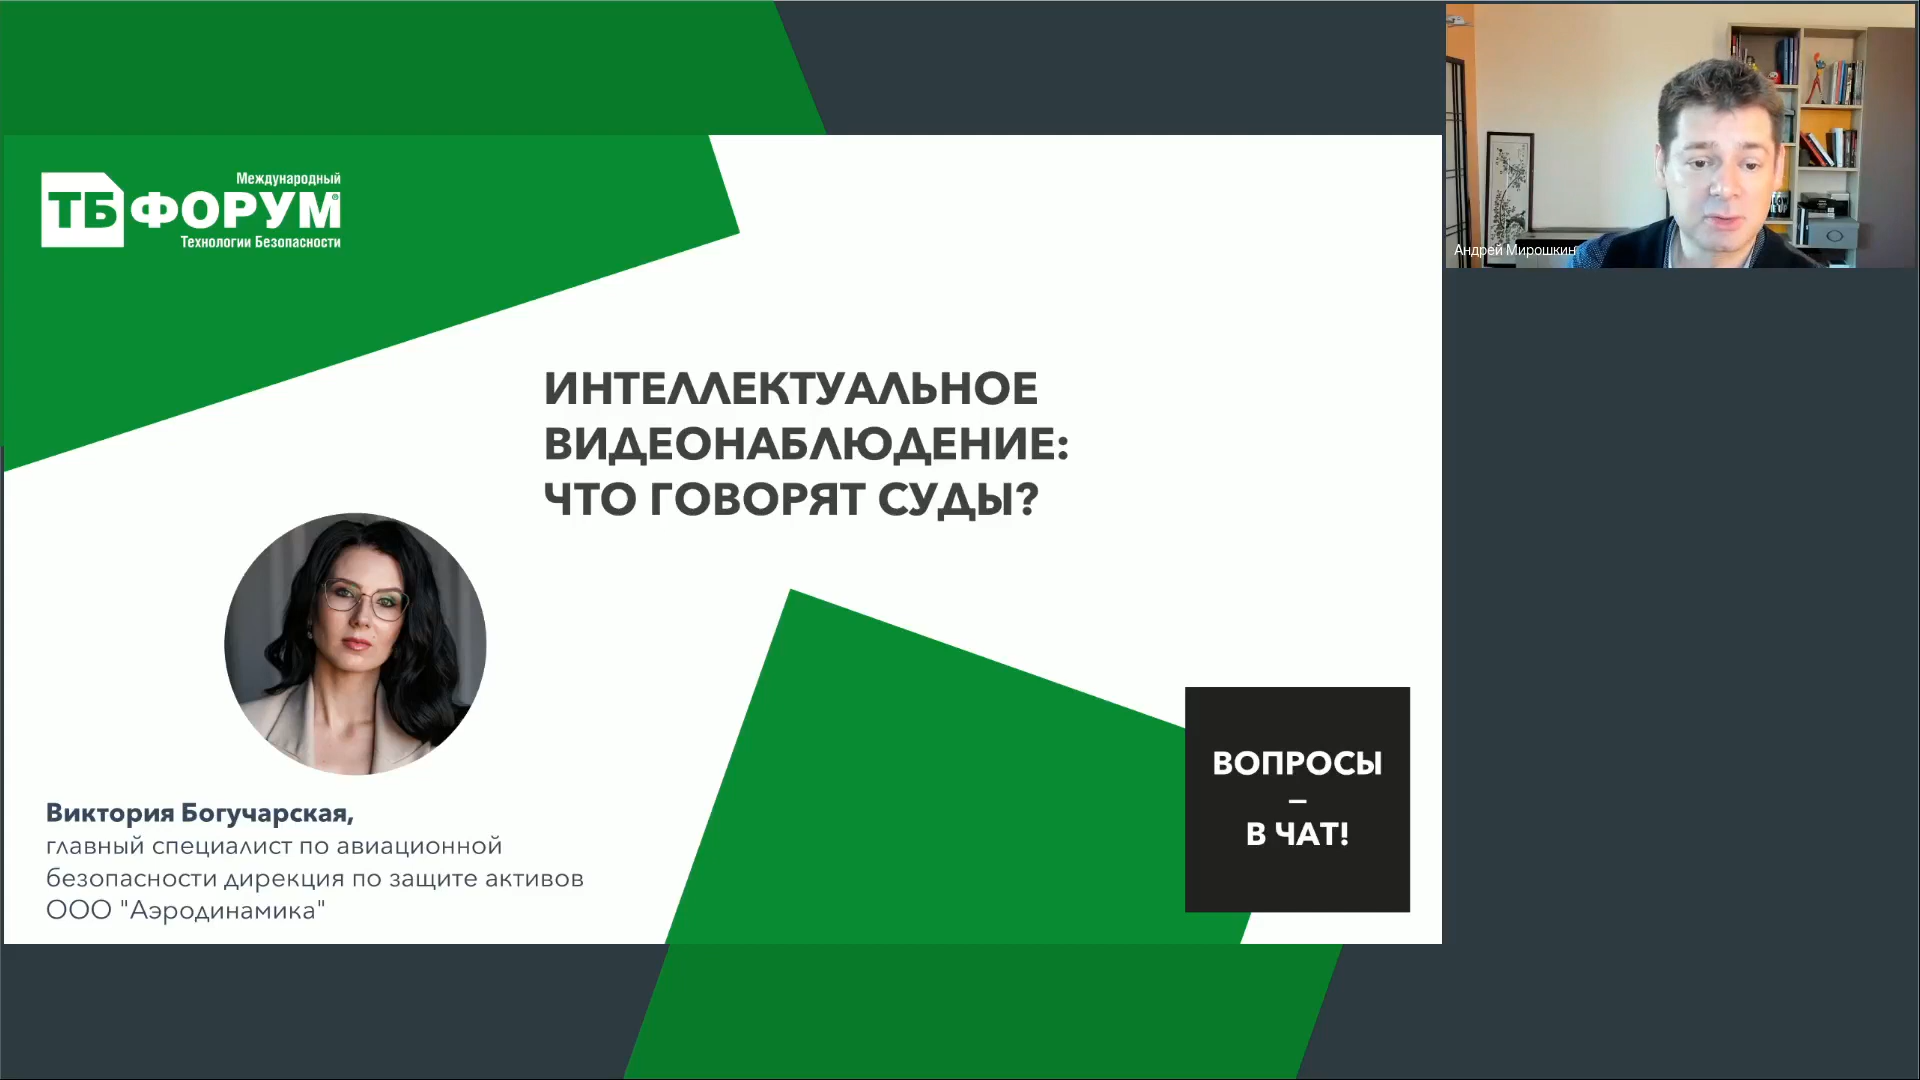 Международный
ТБ ФОРУМ
Технологии Безопасности
ИНТЕЛЛЕКТУАЛЬНОЕ
ВИДЕОНАБЛЮДЕНИЕ:
ЧТО ГОВОРЯТ СУДЫ?
Виктория Богучарская,
главный специалист по авиационной
безопасности дирекция по защите активов
ООО "Аэродинамика"
ВОПРОСЫ
–
В ЧАТ!
Андрей Мирошкин